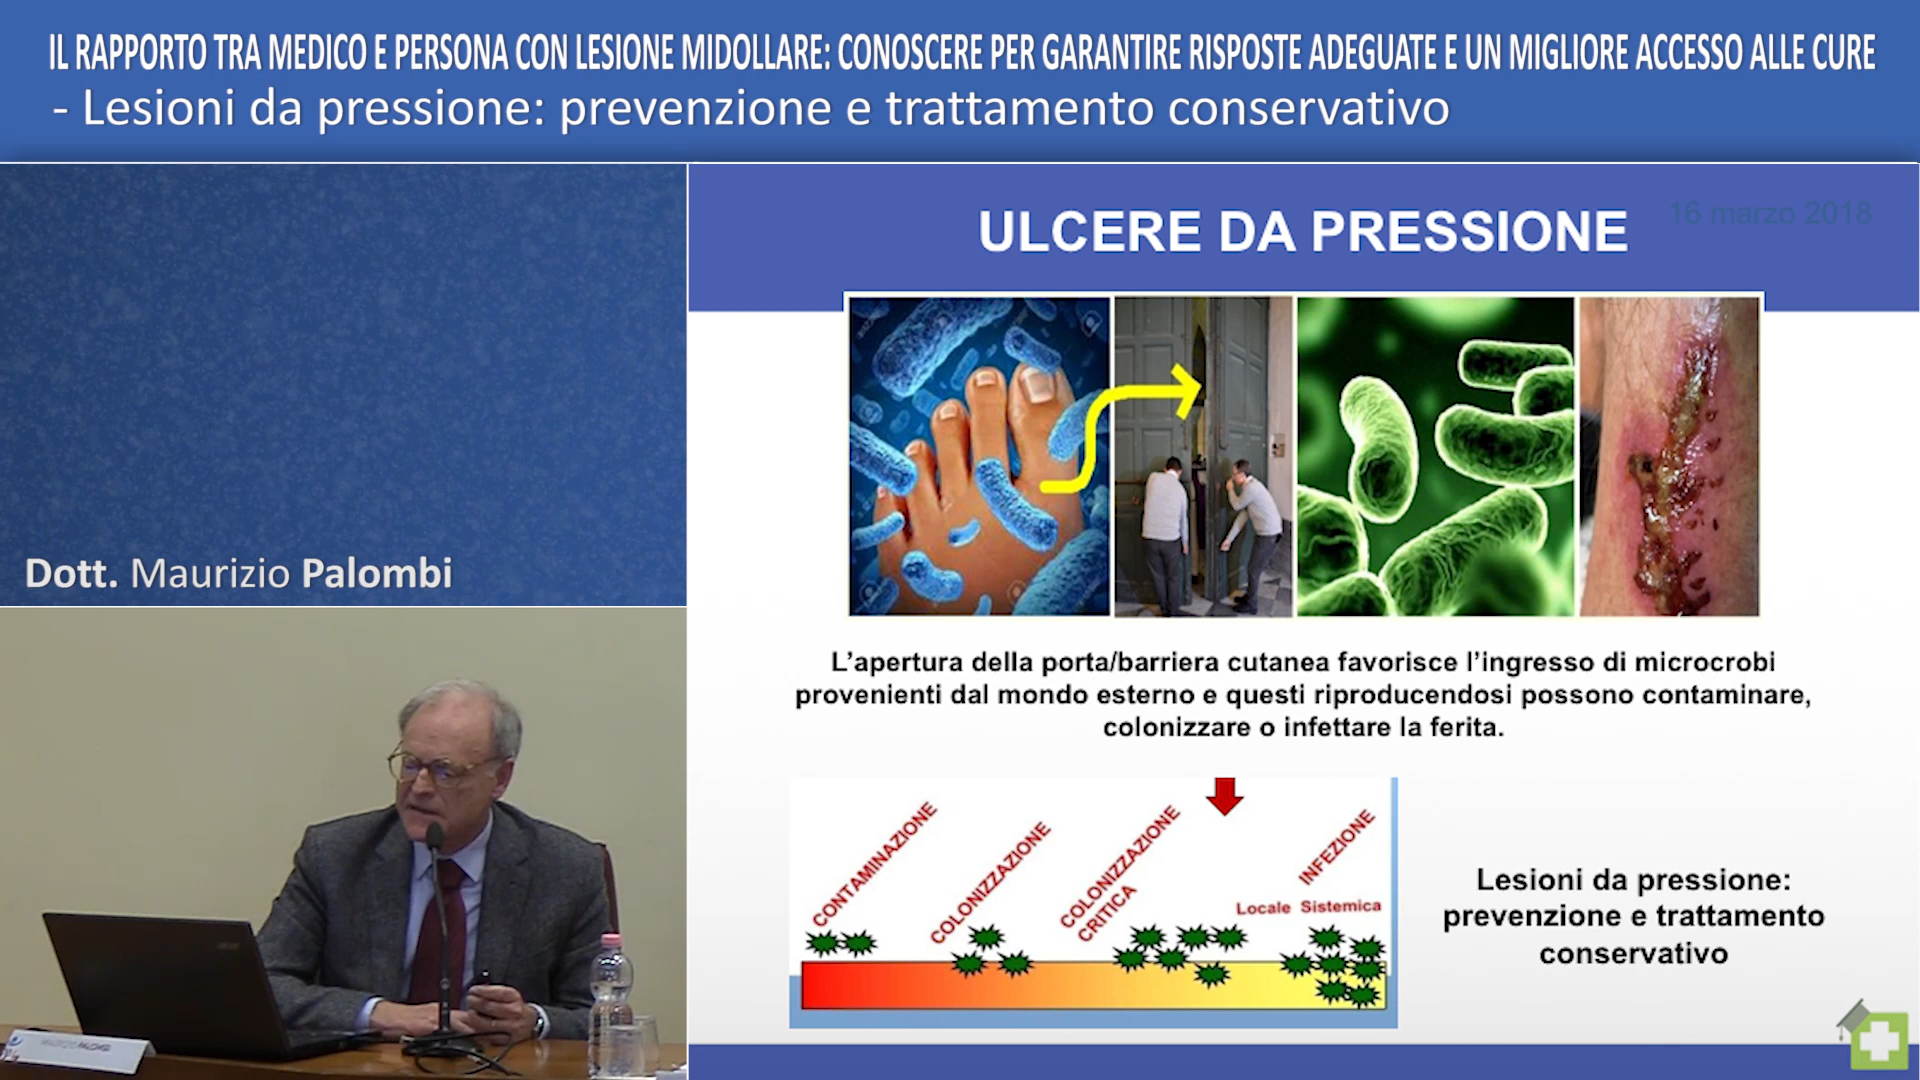 IL RAPPORTO TRA MEDICO E PERSONA CON LESIONE MIDOLLARE: CONOSCERE PER GARANTIRE RISPOSTE ADEGUATE E UN MIGLIORE ACCESSO ALLE CURE
- Lesioni da pressione: prevenzione e trattamento conservativo
Dott. Maurizio Palombi
MAURIZIO PALOMBI
ULCERE DA PRESSIONE
16 marzo 2018
L'apertura della porta/barriera cutanea favorisce l'ingresso di microcrobi
provenienti dal mondo esterno e questi riproducendosi possono contaminare,
colonizzare o infettare la ferita.
CONTAMINAZIONE
COLONIZZAZIONE
COLONIZZAZIONE
CRITICA
INFEZIONE
Locale Sistemica
Lesioni da pressione:
prevenzione e trattamento
conservativo